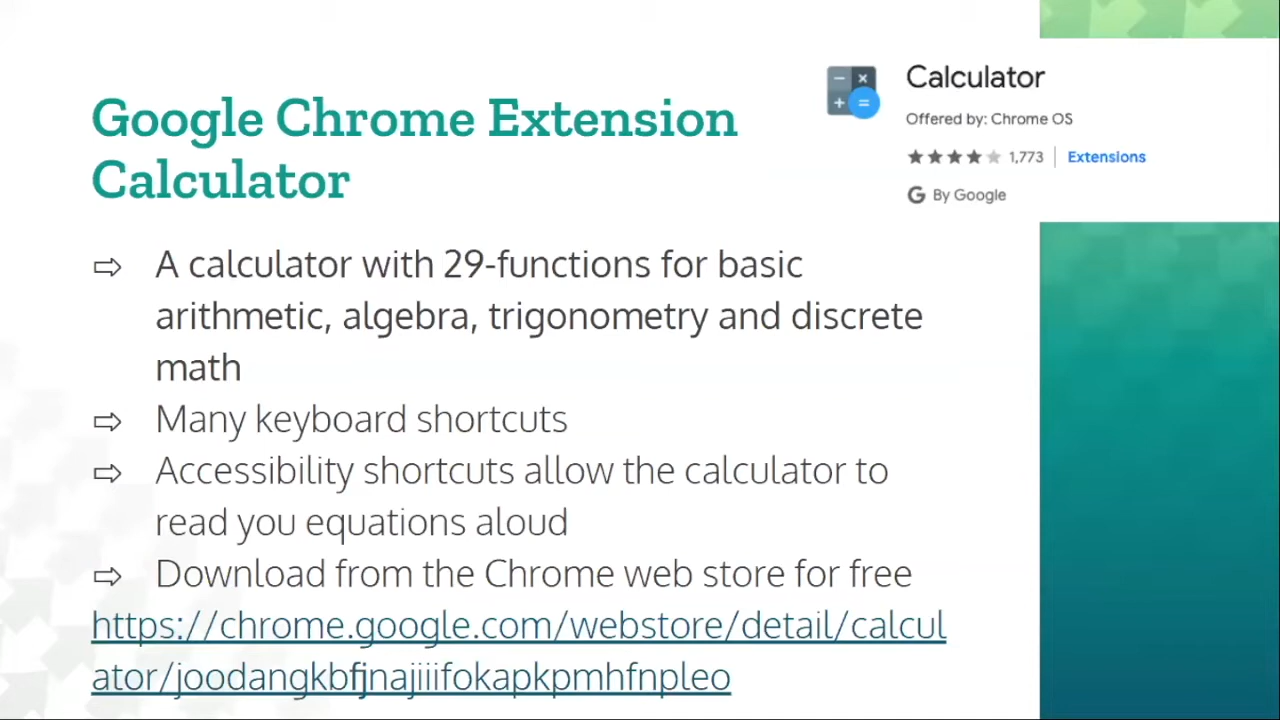 Google Chrome Extension
Calculator
Calculator
Offered by: Chrome OS
1,773 | Extensions
G By Google
⇨ A calculator with 29-functions for basic
arithmetic, algebra, trigonometry and discrete
math
⇨ Many keyboard shortcuts
⇨ Accessibility shortcuts allow the calculator to
read you equations aloud
⇨ Download from the Chrome web store for free
https://chrome.google.com/webstore/detail/calcul
ator/joodangkbfjnajiiifokapkpmhfnpleo